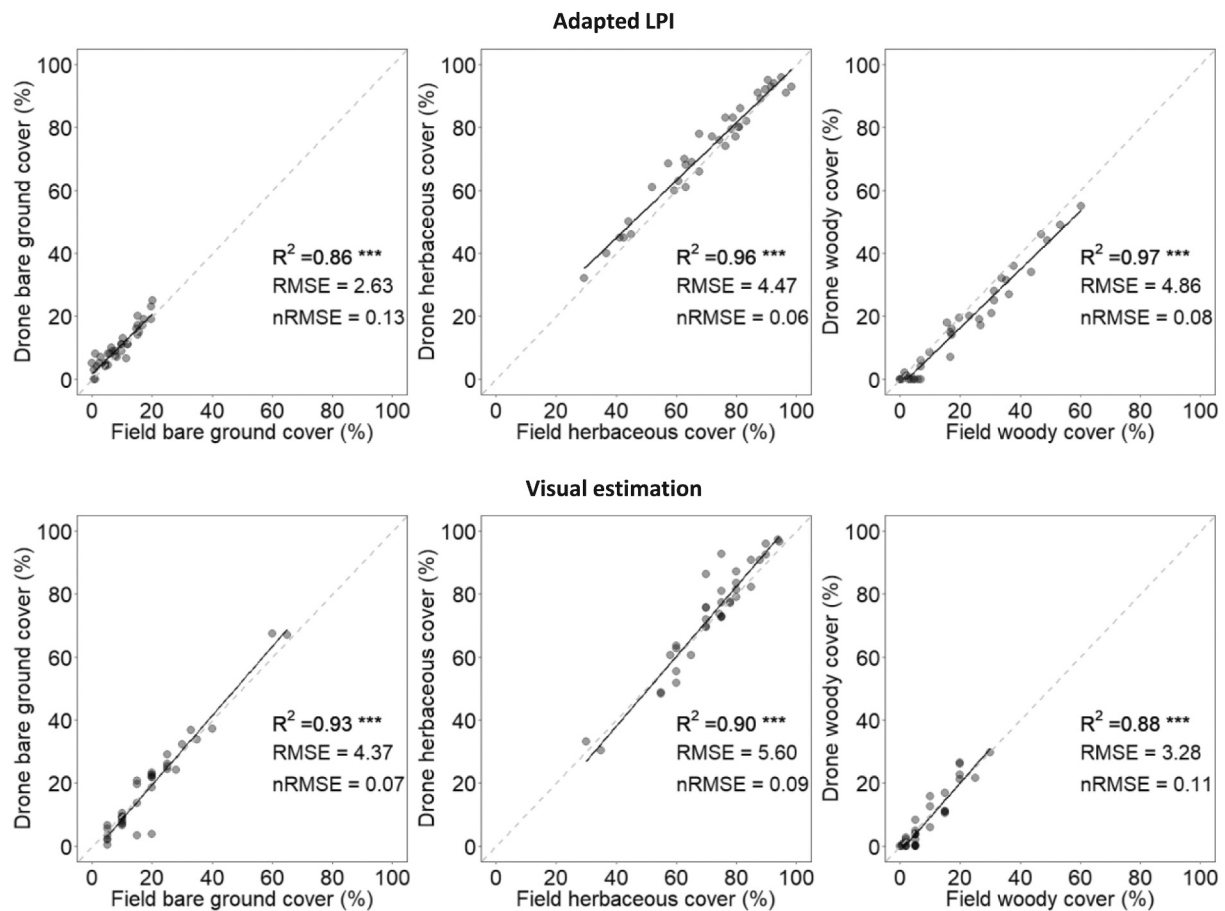 Adapted LPI
Drone bare ground cover (%)
100
80
60
40
20
0
R² =0.86 ***
RMSE = 2.63
nRMSE = 0.13
0 20 40 60 80 100
Field bare ground cover (%)
Drone herbaceous cover (%)
100
80
60
40
20
0
R² =0.96 ***
RMSE = 4.47
nRMSE = 0.06
0 20 40 60 80 100
Field herbaceous cover (%)
Drone woody cover (%)
100
80
60
40
20
0
R² =0.97 ***
RMSE = 4.86
nRMSE = 0.08
0 20 40 60 80 100
Field woody cover (%)
Visual estimation
Drone bare ground cover (%)
100
80
60
40
20
0
R² =0.93 ***
RMSE = 4.37
nRMSE = 0.07
0 20 40 60 80 100
Field bare ground cover (%)
Drone herbaceous cover (%)
100
80
60
40
20
0
R² =0.90 ***
RMSE = 5.60
nRMSE = 0.09
0 20 40 60 80 100
Field herbaceous cover (%)
Drone woody cover (%)
100
80
60
40
20
0
R² =0.88 ***
RMSE = 3.28
nRMSE = 0.11
0 20 40 60 80 100
Field woody cover (%)